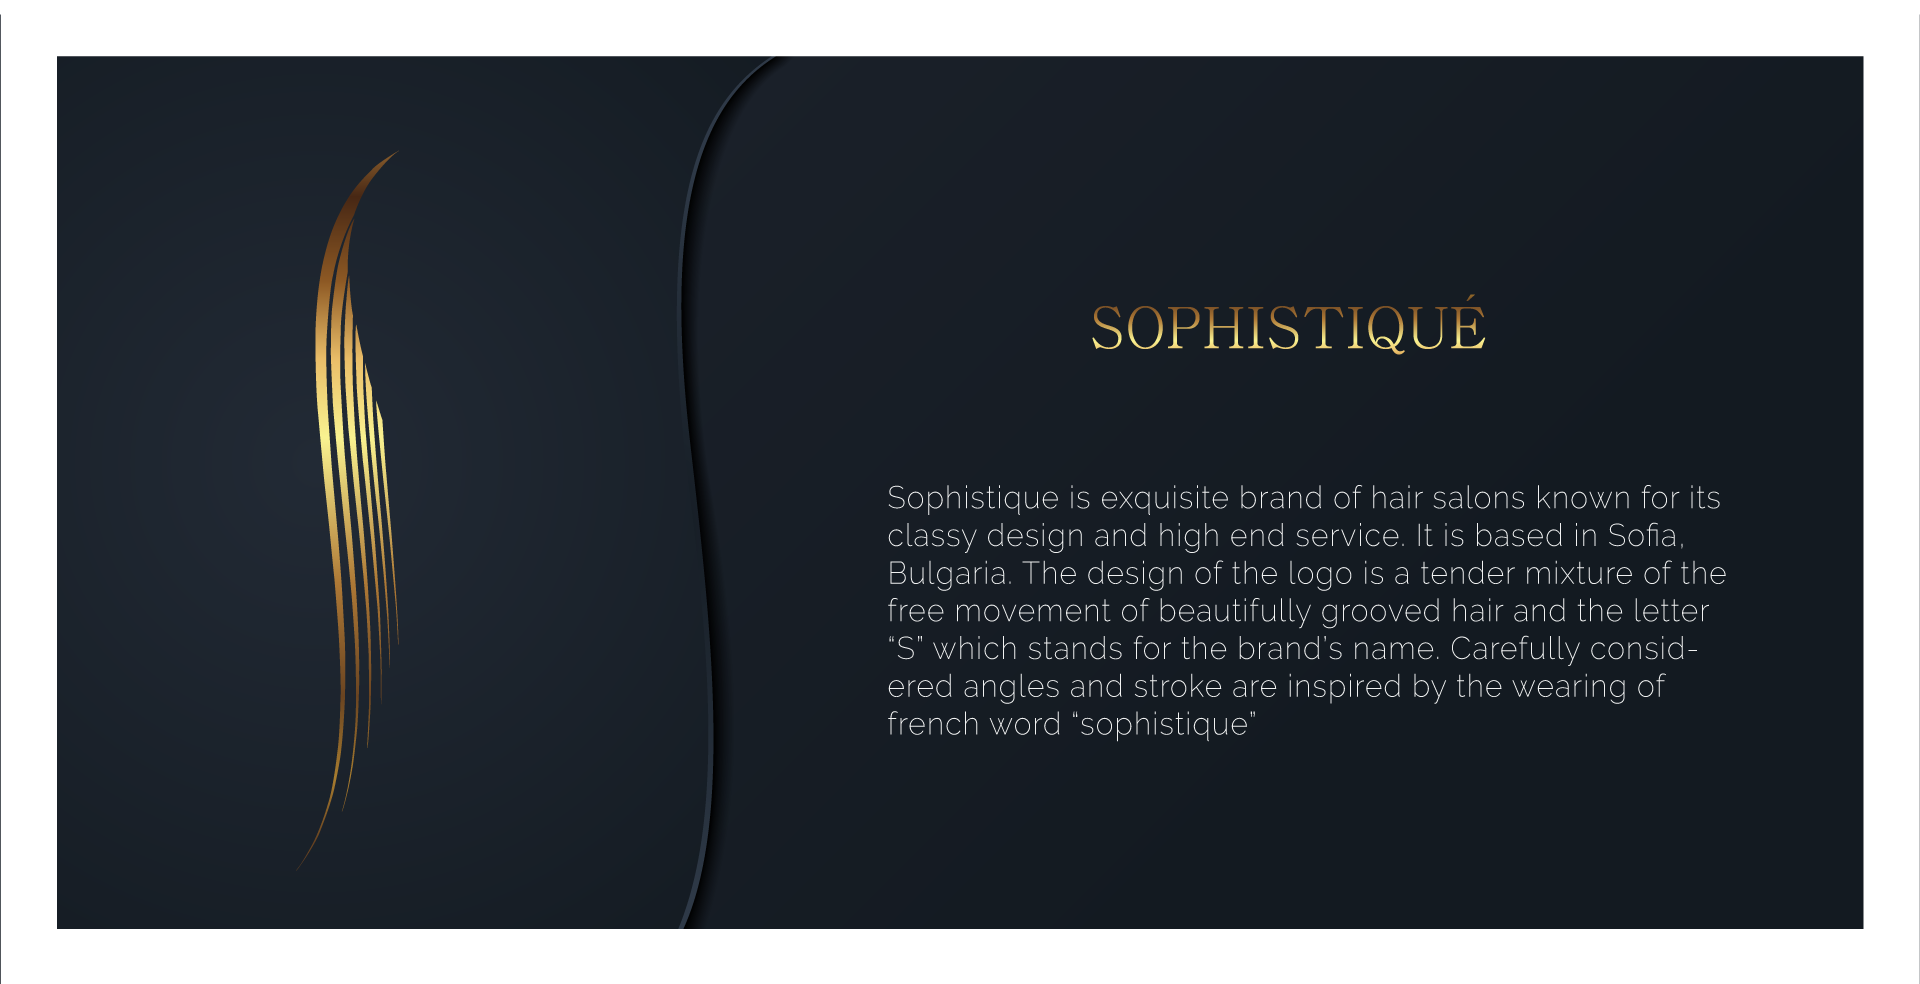 SOPHISTIQUÉ
Sophistique is exquisite brand of hair salons known for its
classy design and high end service. It is based in Sofia,
Bulgaria. The design of the logo is a tender mixture of the
free movement of beautifully grooved hair and the letter
“S” which stands for the brand’s name. Carefully consid-
ered angles and stroke are inspired by the wearing of
french word “sophistique”